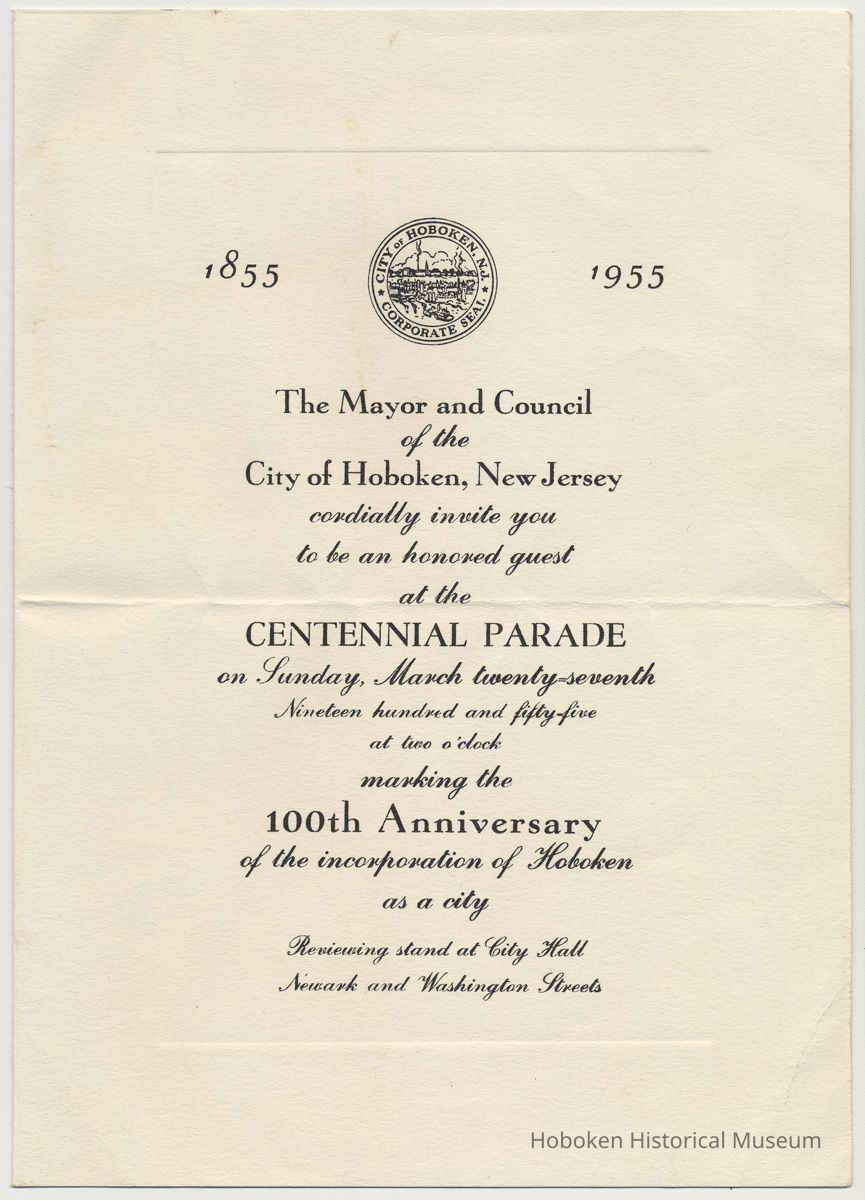 1855
CITY OF HOBOKEN, N.J.
CORPORATE SEAL
1955
The Mayor and Council
of the
City of Hoboken, New Jersey
cordially invite you
to be an honored guest
at the
CENTENNIAL PARADE
on Sunday, March twenty-seventh
Nineteen hundred and fifty-five
at two o'clock
marking the
100th Anniversary
of the incorporation of Hoboken
as a city
Reviewing stand at City Hall
Newark and Washington Streets
Hoboken Historical Museum